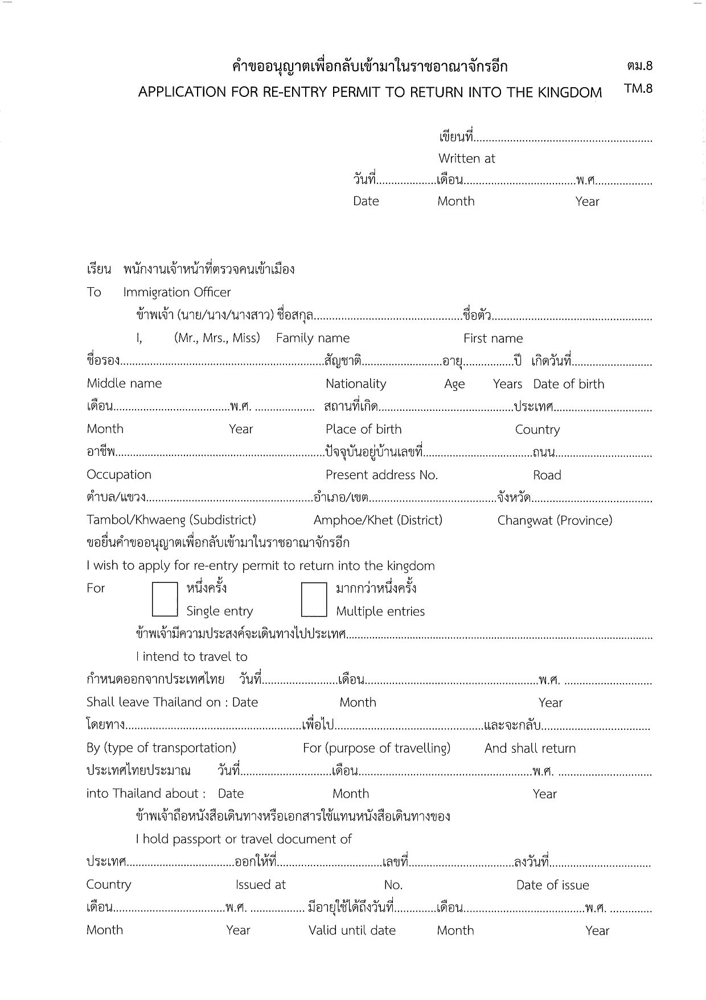 คำขออนุญาตเพื่อกลับเข้ามาในราชอาณาจักรอีก ตม.8
APPLICATION FOR RE-ENTRY PERMIT TO RETURN INTO THE KINGDOM TM.8
เขียนที่............................................................
Written at
วันที่....................เดือน......................................พ.ศ...................
Date Month Year
เรียน พนักงานเจ้าหน้าที่ตรวจคนเข้าเมือง
To Immigration Officer
ข้าพเจ้า (นาย/นาง/นางสาว) ชื่อสกุล..................................................ชื่อตัว......................................................
I, (Mr., Mrs., Miss) Family name First name
ชื่อรอง....................................................................สัญชาติ...........................อายุ.................ปี เกิดวันที่...........................
Middle name Nationality Age Years Date of birth
เดือน.......................................พ.ศ. .................... สถานที่เกิด.............................................ประเทศ.................................
Month Year Place of birth Country
อาชีพ......................................................................ปัจจุบันอยู่บ้านเลขที่....................................ถนน................................
Occupation Present address No. Road
ตำบล/แขวง........................................................อำเภอ/เขต...........................................จังหวัด........................................
Tambol/Khwaeng (Subdistrict) Amphoe/Khet (District) Changwat (Province)
ขอยื่นคำขออนุญาตเพื่อกลับเข้ามาในราชอาณาจักรอีก
I wish to apply for re-entry permit to return into the kingdom
For หนึ่งครั้ง มากกว่าหนึ่งครั้ง
Single entry Multiple entries
ข้าพเจ้ามีความประสงค์จะเดินทางไปประเทศ......................................................................................................
I intend to travel to
กำหนดออกจากประเทศไทย วันที่.........................เดือน..........................................................พ.ศ. .............................
Shall leave Thailand on : Date Month Year
โดยทาง...........................................................เพื่อไป..................................................และจะกลับ....................................
By (type of transportation) For (purpose of travelling) And shall return
ประเทศไทยประมาณ วันที่..............................เดือน..........................................................พ.ศ. ...............................
into Thailand about : Date Month Year
ข้าพเจ้าถือหนังสือเดินทางหรือเอกสารใช้แทนหนังสือเดินทางของ
I hold passport or travel document of
ประเทศ....................................ออกให้ที่...................................เลขที่...................................ลงวันที่..................................
Country Issued at No. Date of issue
เดือน.....................................พ.ศ. .................. มีอายุใช้ได้ถึงวันที่..............เดือน........................................พ.ศ. ..............
Month Year Valid until date Month Year